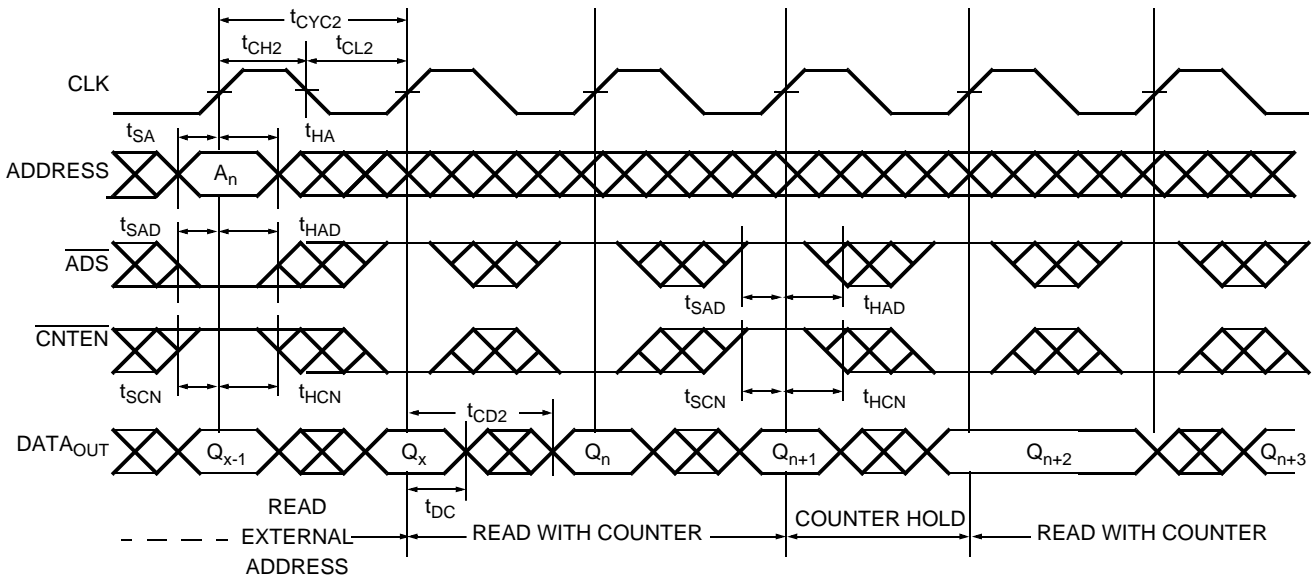 tCYC2
tCH2 tCL2
CLK
tSA tHA
ADDRESS An
tSAD tHAD
ADS
tSAD tHAD
CNTEN
tSCN tHCN tSCN tHCN
tCD2
DATAOUT Qx-1 Qx Qn Qn+1 Qn+2 Qn+3
tDC
READ
EXTERNAL
ADDRESS
READ WITH COUNTER
COUNTER HOLD
READ WITH COUNTER